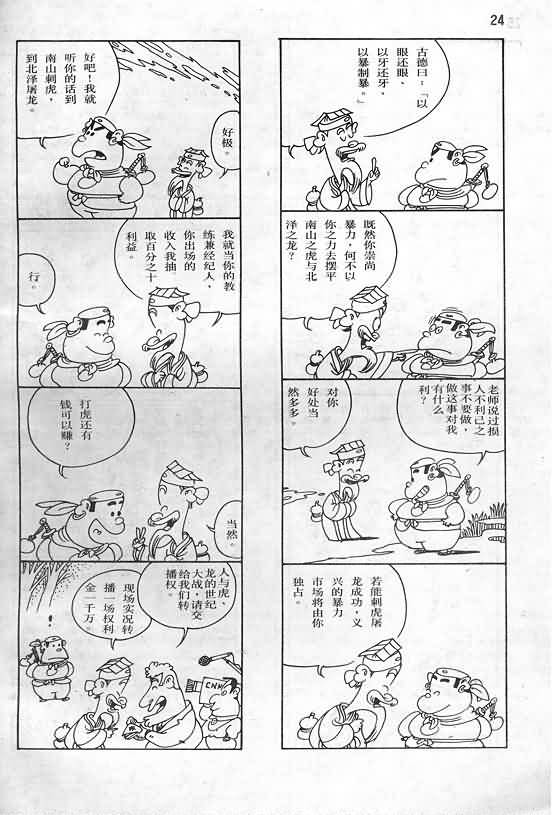 24
古德曰：「以
眼还眼、
以牙还牙，
以暴制暴。」
既然你崇尚
暴力，何不以
你之力去摆平
南山之虎与北
泽之龙？
老师说过损
人不利己之
事不要做，
做这事对我
有什么
利？
对你
好处当
然多多。
若能刺虎屠
龙成功，义
兴的暴力
市场将由你
独占。
好吧！我就
听你的话到
南山刺虎，
到北泽屠龙。
好极。
我就当你的教
练兼经纪人
你出场的
收入我抽
取百分之十
利益。
行。
打虎还有
钱可以赚？
当然。
人与虎、
龙的世纪
大战，请交
给我们转
播权。
现场实况转
播一场权利
金一千万。
！
CNN